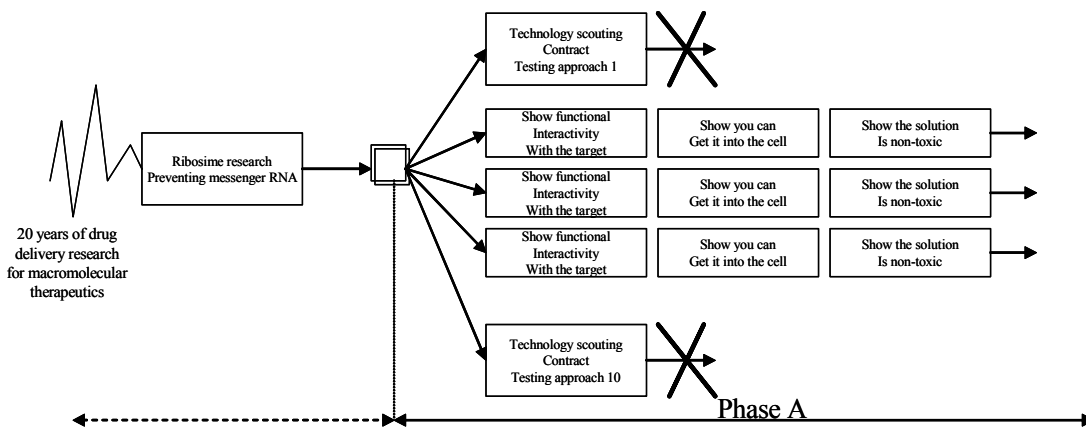 Technology scouting
Contract
Testing approach 1
Show functional
Interactivity
With the target
Show you can
Get it into the cell
Show the solution
Is non-toxic
Ribosime research
Preventing messenger RNA
Show functional
Interactivity
With the target
Show you can
Get it into the cell
Show the solution
Is non-toxic
Show functional
Interactivity
With the target
Show you can
Get it into the cell
Show the solution
Is non-toxic
20 years of drug
delivery research
for macromolecular
therapeutics
Technology scouting
Contract
Testing approach 10
Phase A